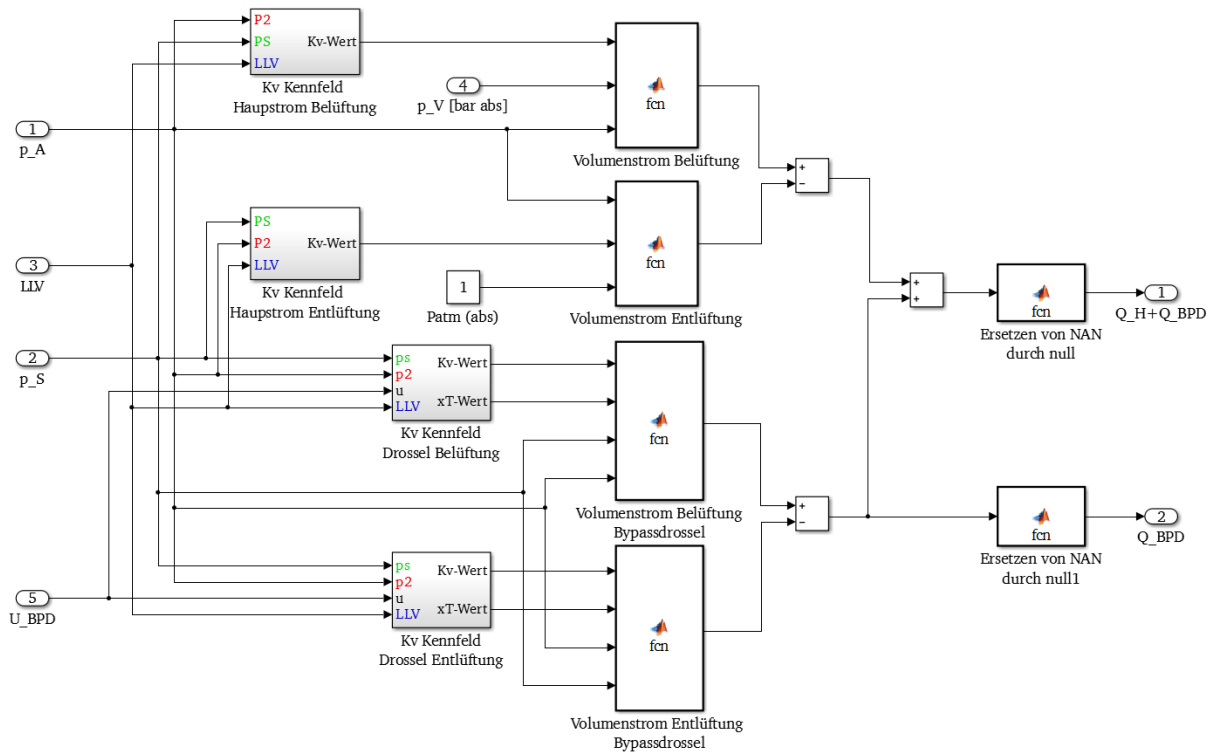 P2
PS
LLV
Kv-Wert
Kv Kennfeld
Haupstrom Belüftung
4
p_V [bar abs]
fcn
Volumenstrom Belüftung
1
p_A
+
−
PS
P2
LLV
Kv-Wert
Kv Kennfeld
Haupstrom Entlüftung
3
LLV
1
Patm (abs)
fcn
Volumenstrom Entlüftung
+
+
fcn
Ersetzen von NAN
durch null
1
Q_H+Q_BPD
2
p_S
ps
p2
u
LLV
Kv-Wert
xT-Wert
Kv Kennfeld
Drossel Belüftung
fcn
Volumenstrom Belüftung
Bypassdrossel
+
−
fcn
Ersetzen von NAN
durch null1
2
Q_BPD
5
U_BPD
ps
p2
u
LLV
Kv-Wert
xT-Wert
Kv Kennfeld
Drossel Entlüftung
fcn
Volumenstrom Entlüftung
Bypassdrossel